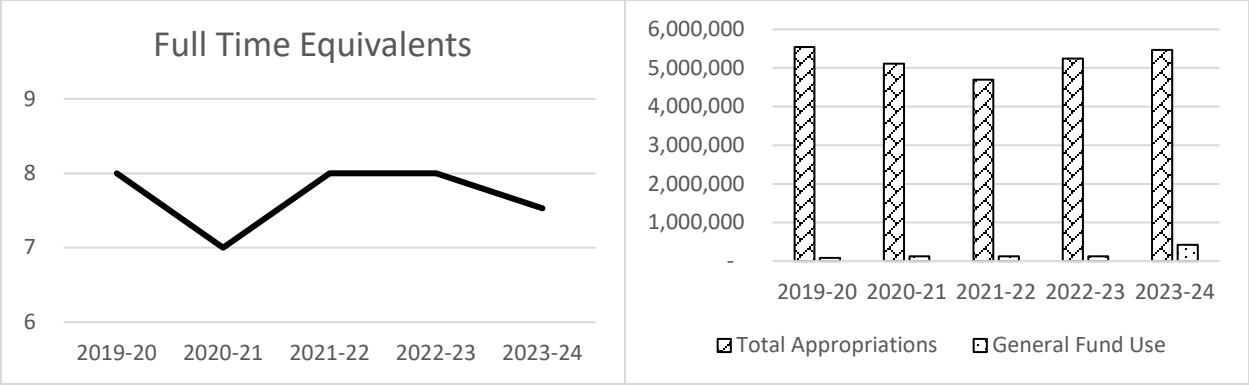 Full Time Equivalents
9
8
7
6
2019-20 2020-21 2021-22 2022-23 2023-24
6,000,000
5,000,000
4,000,000
3,000,000
2,000,000
1,000,000
-
2019-20 2020-21 2021-22 2022-23 2023-24
Total Appropriations General Fund Use